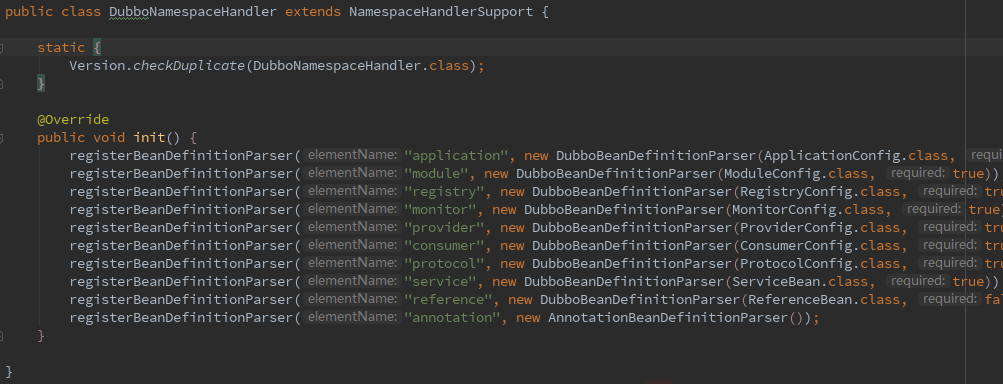 public class DubboNamespaceHandler extends NamespaceHandlerSupport {
static {
Version.checkDuplicate(DubboNamespaceHandler.class);
}
@Override
public void init() {
registerBeanDefinitionParser( elementName: "application", new DubboBeanDefinitionParser(ApplicationConfig.class, requi
registerBeanDefinitionParser( elementName: "module", new DubboBeanDefinitionParser(ModuleConfig.class, required: true))
registerBeanDefinitionParser( elementName: "registry", new DubboBeanDefinitionParser(RegistryConfig.class, required: tru
registerBeanDefinitionParser( elementName: "monitor", new DubboBeanDefinitionParser(MonitorConfig.class, required: true)
registerBeanDefinitionParser( elementName: "provider", new DubboBeanDefinitionParser(ProviderConfig.class, required: tru
registerBeanDefinitionParser( elementName: "consumer", new DubboBeanDefinitionParser(ConsumerConfig.class, required: tru
registerBeanDefinitionParser( elementName: "protocol", new DubboBeanDefinitionParser(ProtocolConfig.class, required: tru
registerBeanDefinitionParser( elementName: "service", new DubboBeanDefinitionParser(ServiceBean.class, required: true))
registerBeanDefinitionParser( elementName: "reference", new DubboBeanDefinitionParser(ReferenceBean.class, required: fal
registerBeanDefinitionParser( elementName: "annotation", new AnnotationBeanDefinitionParser());
}
}